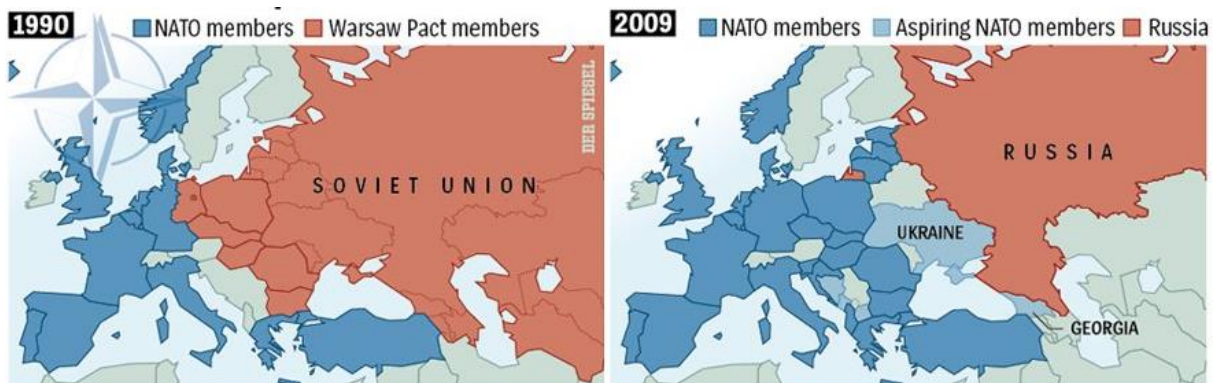 1990 NATO members Warsaw Pact members
DER SPIEGEL
SOVIET UNION
2009 NATO members Aspiring NATO members Russia
RUSSIA
UKRAINE
GEORGIA